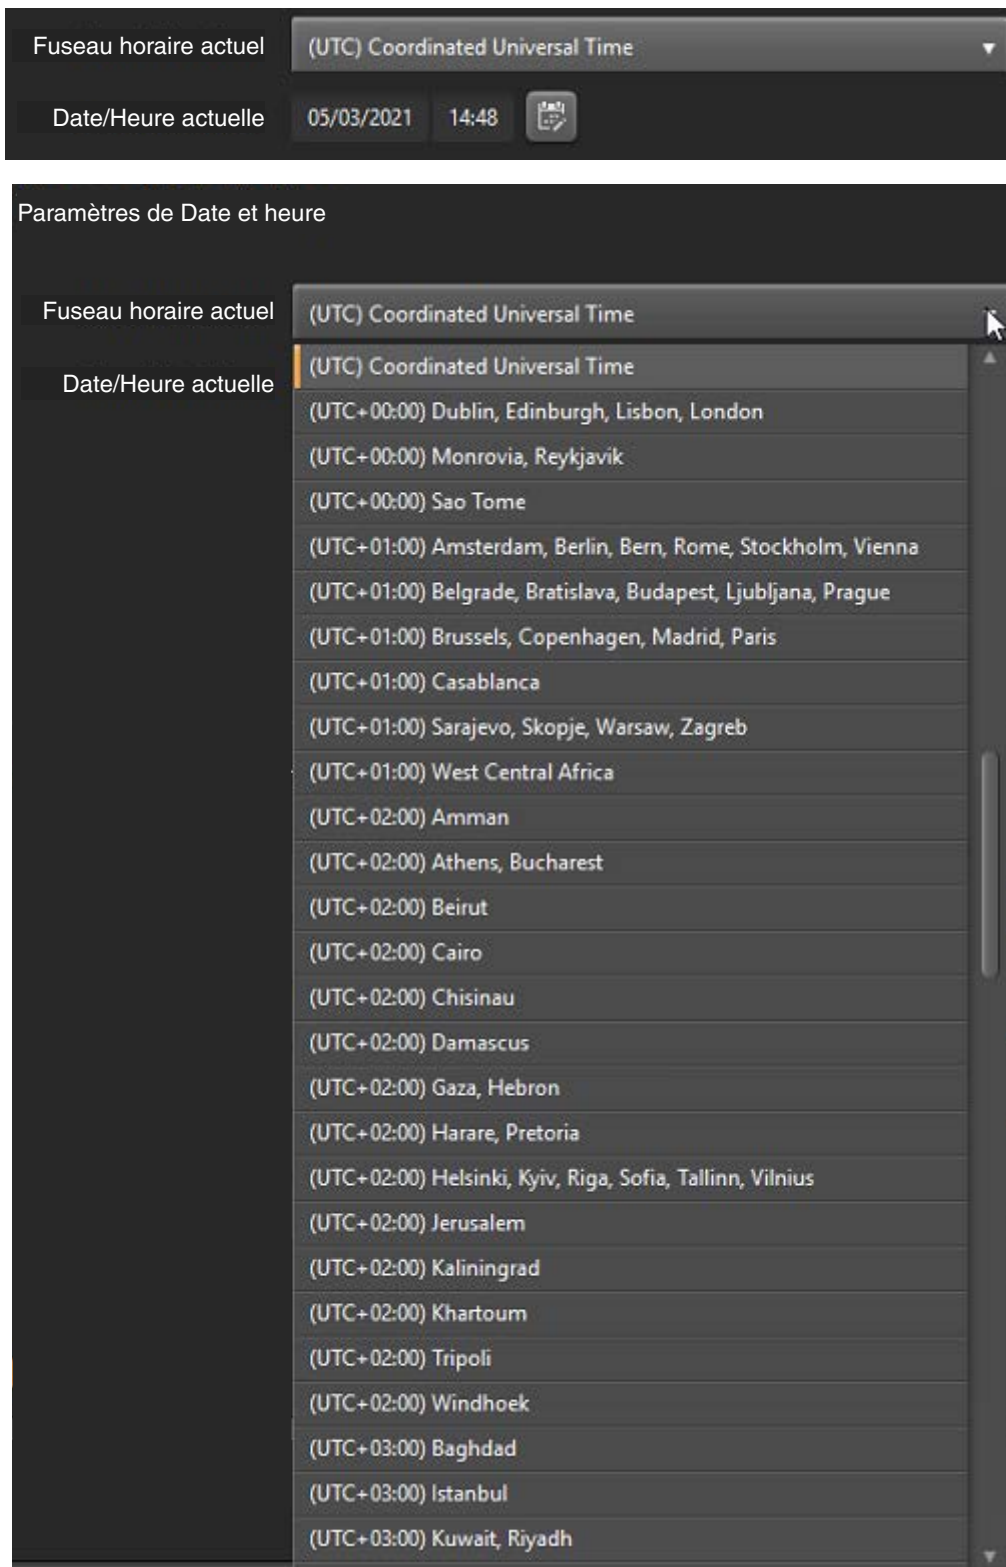 Fuseau horaire actuel (UTC) Coordinated Universal Time
Date/Heure actuelle 05/03/2021 14:48
Paramètres de Date et heure
Fuseau horaire actuel (UTC) Coordinated Universal Time
(UTC) Coordinated Universal Time
Date/Heure actuelle
(UTC+00:00) Dublin, Edinburgh, Lisbon, London
(UTC+00:00) Monrovia, Reykjavik
(UTC+00:00) Sao Tome
(UTC+01:00) Amsterdam, Berlin, Bern, Rome, Stockholm, Vienna
(UTC+01:00) Belgrade, Bratislava, Budapest, Ljubljana, Prague
(UTC+01:00) Brussels, Copenhagen, Madrid, Paris
(UTC+01:00) Casablanca
(UTC+01:00) Sarajevo, Skopje, Warsaw, Zagreb
(UTC+01:00) West Central Africa
(UTC+02:00) Amman
(UTC+02:00) Athens, Bucharest
(UTC+02:00) Beirut
(UTC+02:00) Cairo
(UTC+02:00) Chisinau
(UTC+02:00) Damascus
(UTC+02:00) Gaza, Hebron
(UTC+02:00) Harare, Pretoria
(UTC+02:00) Helsinki, Kyiv, Riga, Sofia, Tallinn, Vilnius
(UTC+02:00) Jerusalem
(UTC+02:00) Kaliningrad
(UTC+02:00) Khartoum
(UTC+02:00) Tripoli
(UTC+02:00) Windhoek
(UTC+03:00) Baghdad
(UTC+03:00) Istanbul
(UTC+03:00) Kuwait, Riyadh